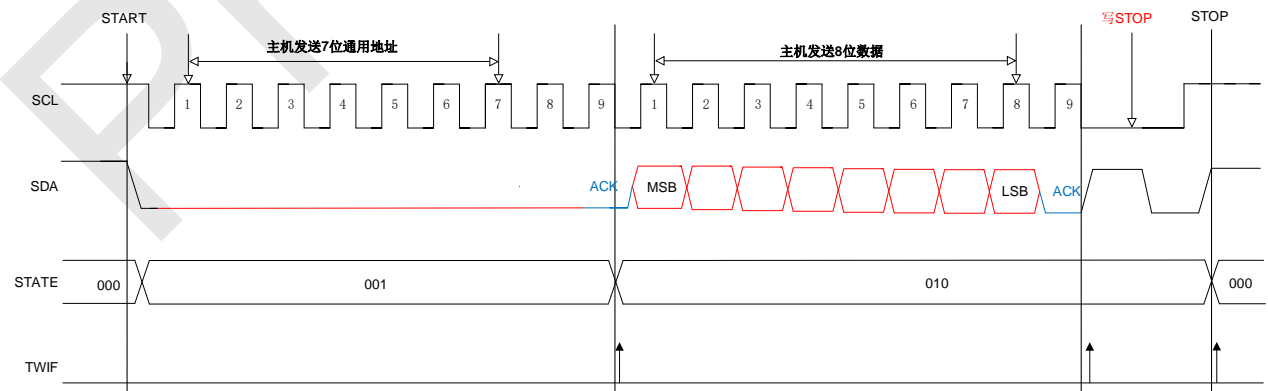 START
写STOP
STOP
主机发送7位通用地址
主机发送8位数据
SCL
1 2 3 4 5 6 7 8 9 1 2 3 4 5 6 7 8 9
SDA
ACK MSB LSB ACK
STATE 000 001 010 000
TWIF